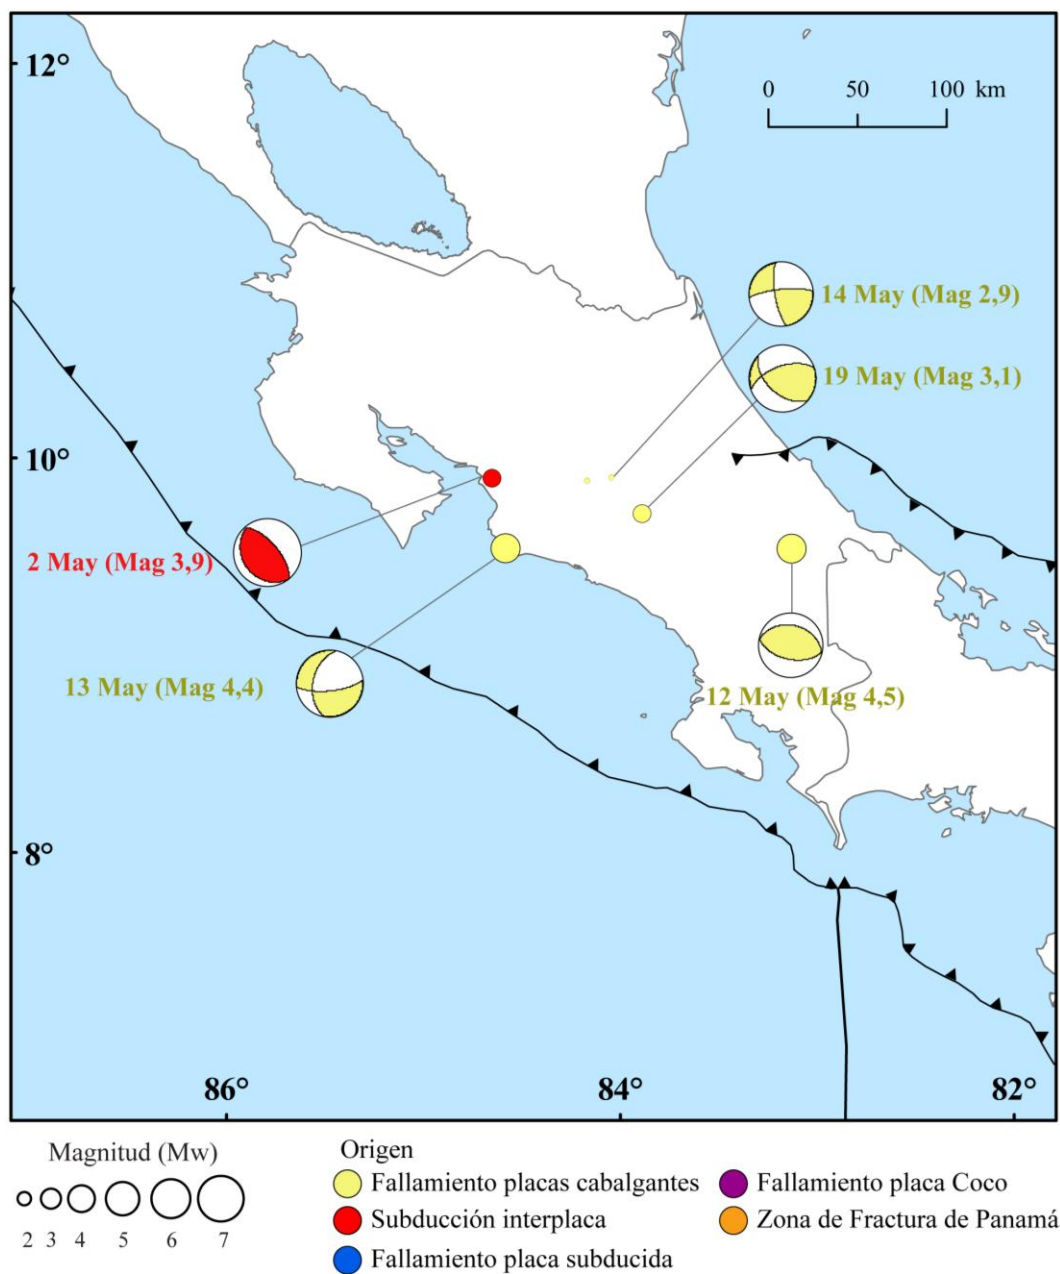 12°
0 50 100 km
14 May (Mag 2,9)
19 May (Mag 3,1)
10°
2 May (Mag 3,9)
13 May (Mag 4,4)
12 May (Mag 4,5)
8°
86° 84° 82°
Magnitud (Mw)
2 3 4 5 6 7
Origen
Fallamiento placas cabalgantes
Subducción interplaca
Fallamiento placa subducida
Fallamiento placa Coco
Zona de Fractura de Panamá